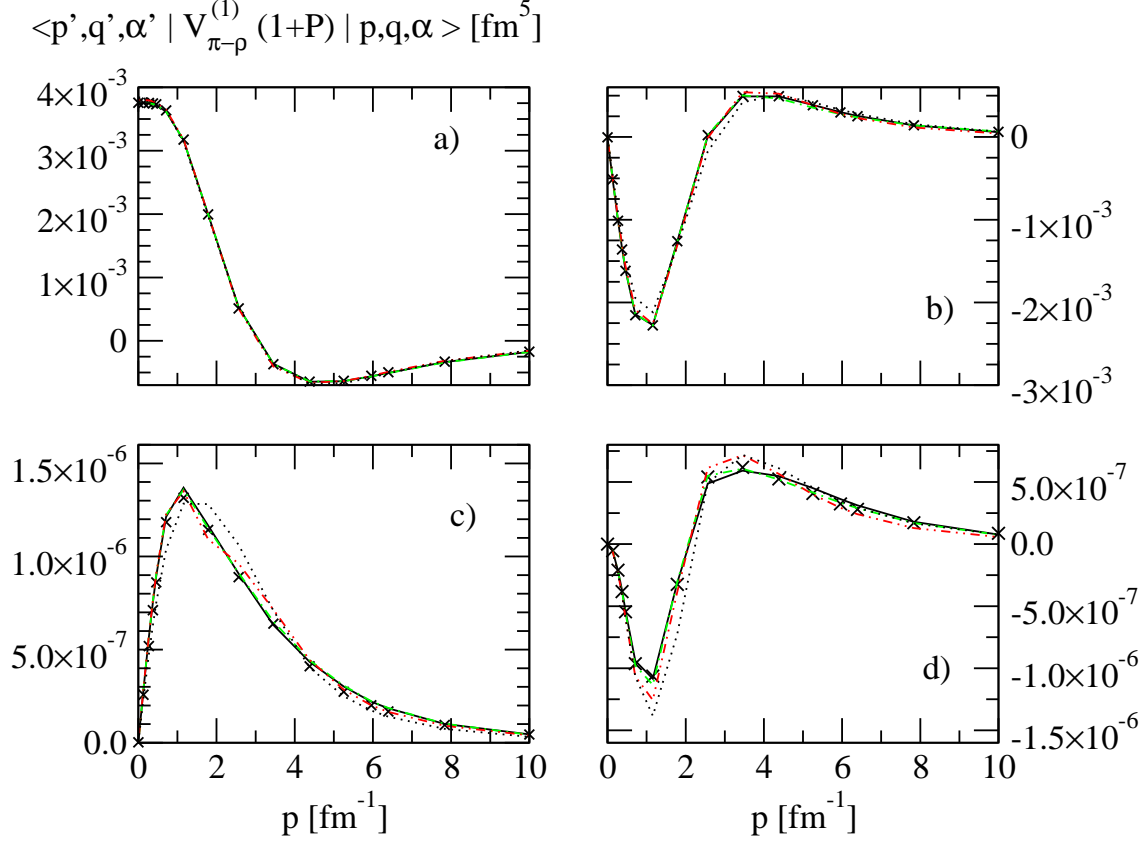 <p’,q’,α’ | V_{π−ρ}^{(1)} (1+P) | p,q,α > [fm^5]
4×10^{-3}
3×10^{-3}
2×10^{-3}
1×10^{-3}
0
a)
0
-1×10^{-3}
-2×10^{-3}
-3×10^{-3}
b)
1.5×10^{-6}
1.0×10^{-6}
5.0×10^{-7}
0.0
c)
0 2 4 6 8 10
p [fm^{-1}]
5.0×10^{-7}
0.0
-5.0×10^{-7}
-1.0×10^{-6}
-1.5×10^{-6}
d)
0 2 4 6 8 10
p [fm^{-1}]